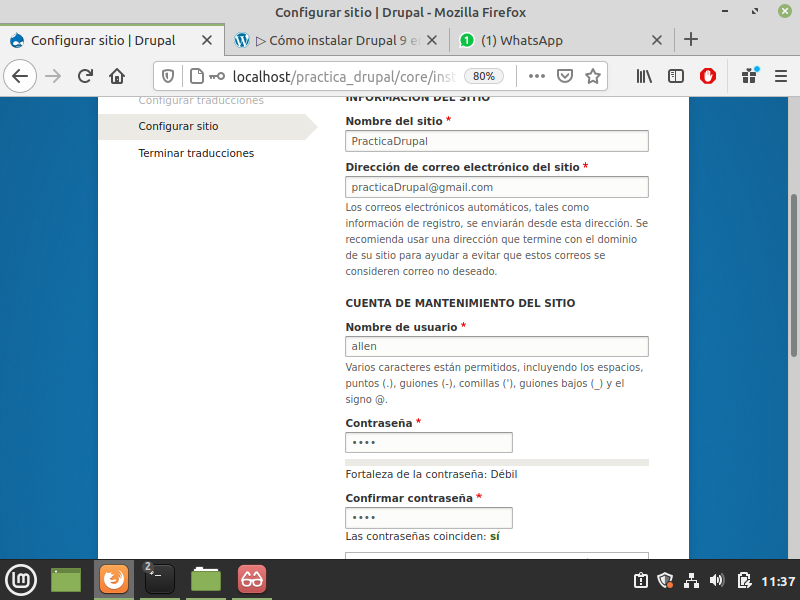 Configurar sitio | Drupal - Mozilla Firefox
Configurar sitio | Drupal
▷ Cómo instalar Drupal 9 e
1
(1) WhatsApp
localhost/practica_drupal/core/inst
80%
Configurar traducciones
Configurar sitio
Terminar traducciones
INFORMACIÓN DEL SITIO
Nombre del sitio *
PracticaDrupal
Dirección de correo electrónico del sitio *
practicaDrupal@gmail.com
Los correos electrónicos automáticos, tales como
información de registro, se enviarán desde esta dirección. Se
recomienda usar una dirección que termine con el dominio
de su sitio para ayudar a evitar que estos correos se
consideren correo no deseado.
CUENTA DE MANTENIMIENTO DEL SITIO
Nombre de usuario *
allen
Varios caracteres están permitidos, incluyendo los espacios,
puntos (.), guiones (-), comillas ('), guiones bajos (_) y el
signo @.
Contraseña *
••••
Fortaleza de la contraseña: Débil
Confirmar contraseña *
••••
Las contraseñas coinciden: sí
2
11:37